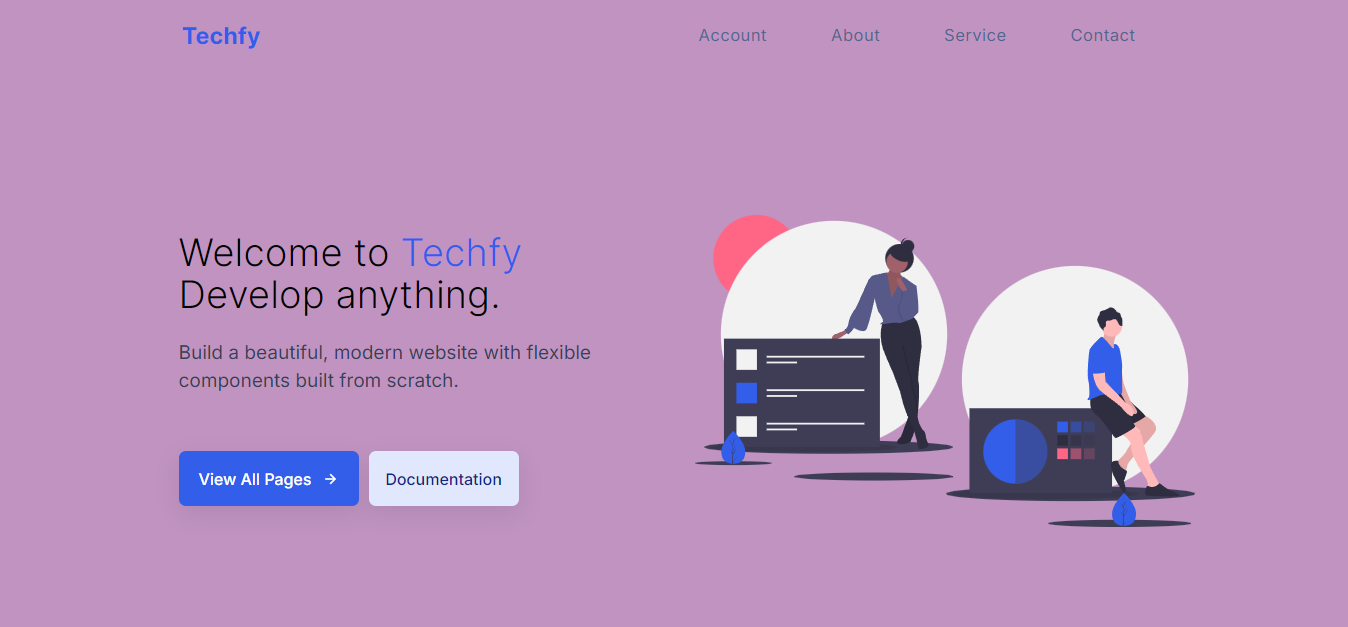 Techfy
Account About Service Contact
Welcome to Techfy
Develop anything.
Build a beautiful, modern website with flexible
components built from scratch.
View All Pages →
Documentation